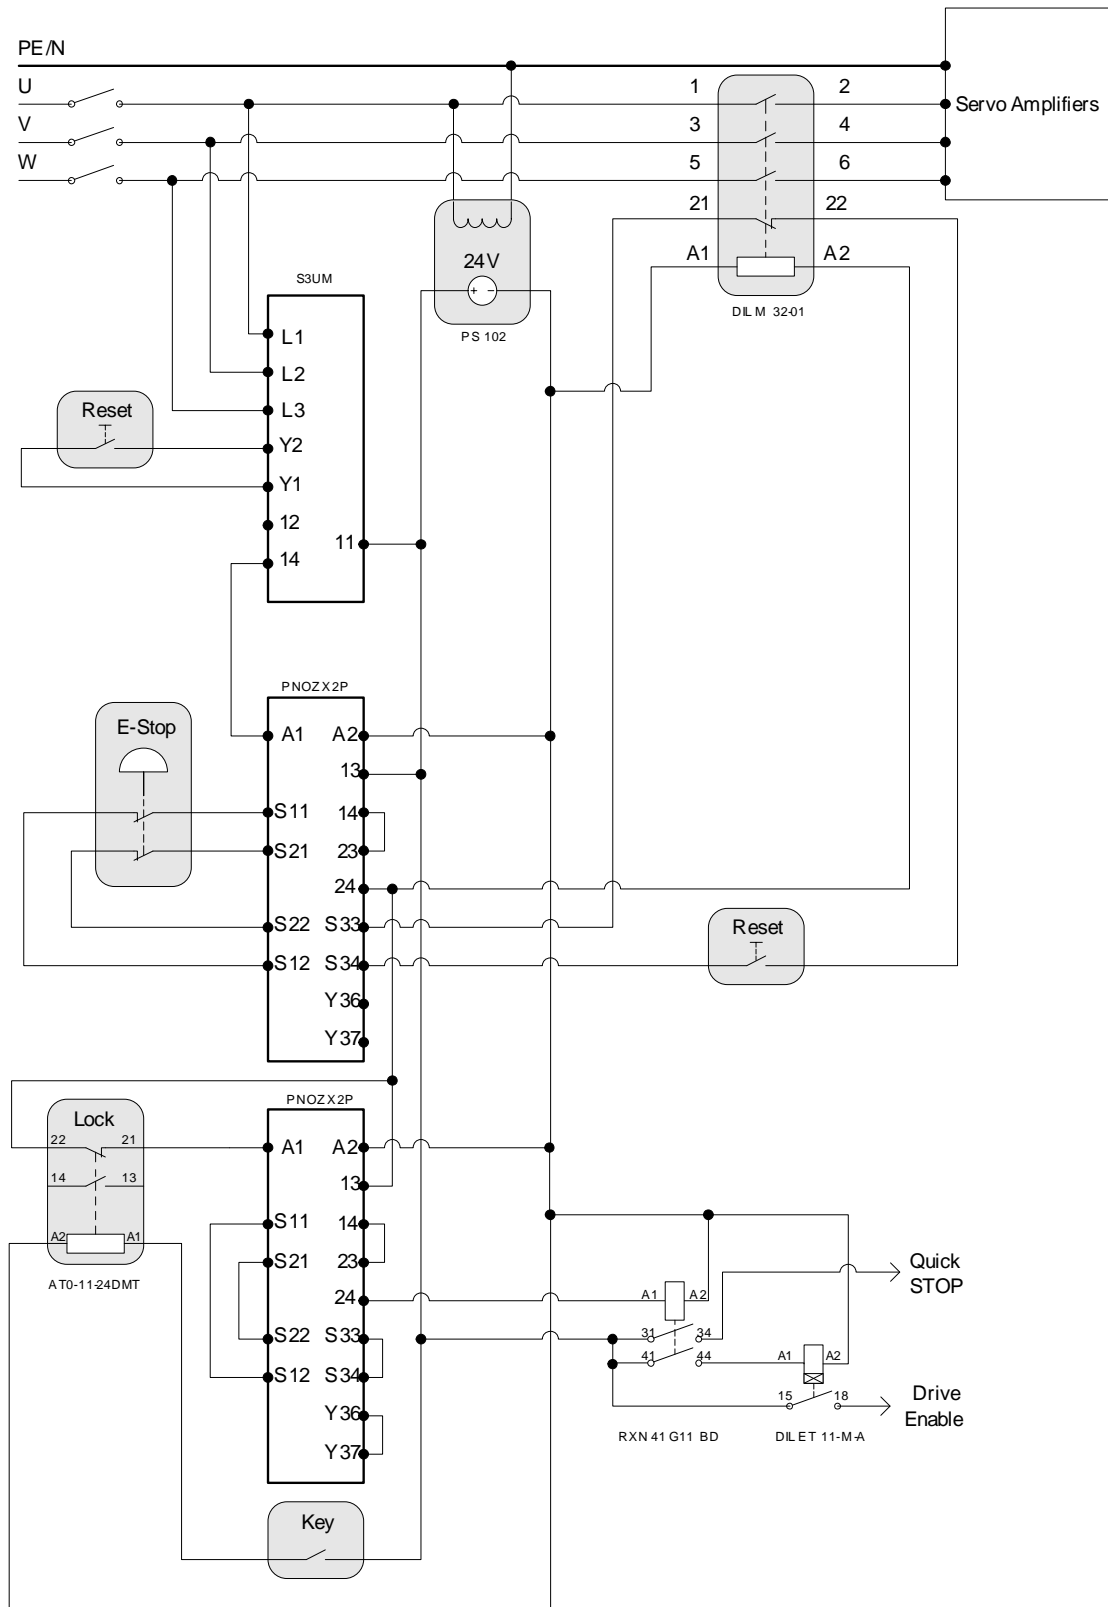 PE/N
U
V
W
1 2
3 4
5 6
21 22
A1 A2
Servo Amplifiers
DILM 32-01
24V
+ -
PS 102
S3UM
L1
L2
L3
Y2
Y1
12
14
11
Reset
PNOZX2P
A1 A2
13
S11 14
S21 23
24
S22 S33
S12 S34
Y36
Y37
E-Stop
Reset
PNOZX2P
A1 A2
13
S11 14
S21 23
24
S22 S33
S12 S34
Y36
Y37
Lock
22 21
14 13
A2 A1
AT0-11-24DMT
Key
A1 A2
31 34
41 44
RXN 41 G11 BD
A1 A2
15 18
DILET 11-M-A
Quick
STOP
Drive
Enable